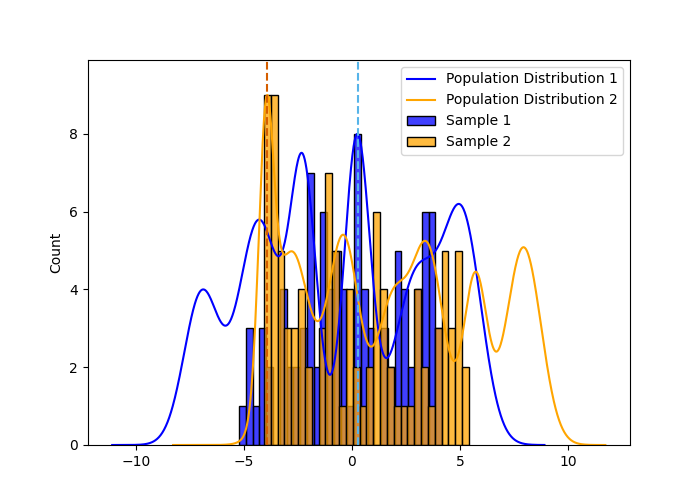 Population Distribution 1
Population Distribution 2
Sample 1
Sample 2
Count
8
6
4
2
0
−10
−5
0
5
10